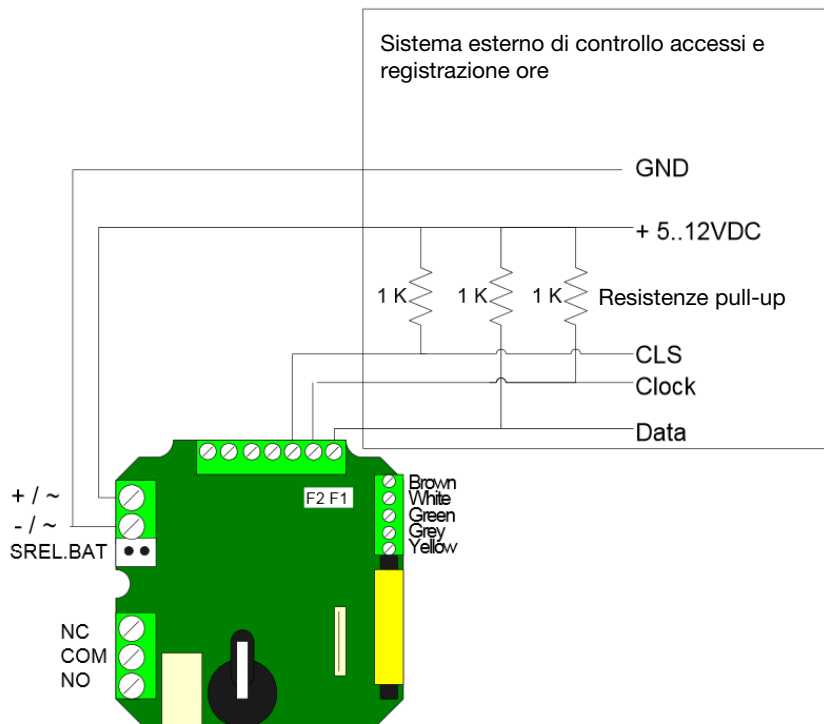 Sistema esterno di controllo accessi e
registrazione ore
GND
+ 5..12VDC
1 K
1 K
1 K
Resistenze pull-up
CLS
Clock
Data
F2 F1
Brown
White
Green
Grey
Yellow
+ / ~
- / ~
SREL.BAT
NC
COM
NO